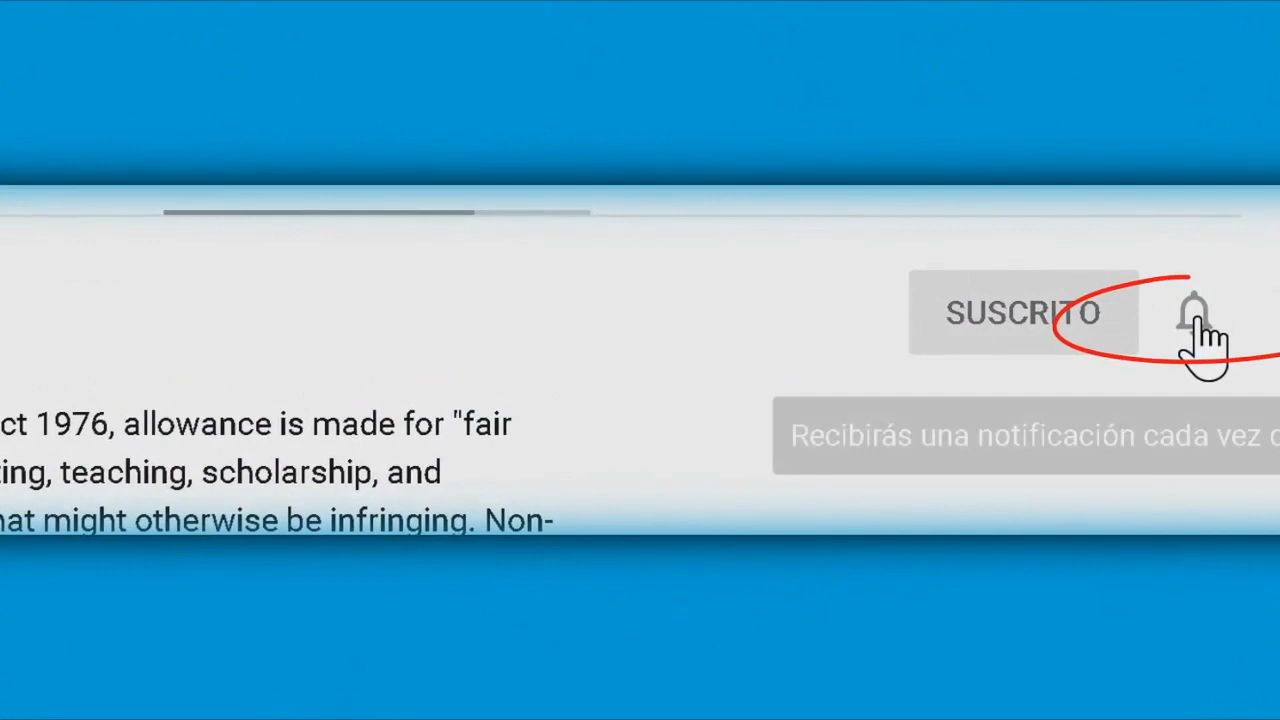 SUSCRITO
Recibirás una notificación cada vez
ct 1976, allowance is made for "fair
ting, teaching, scholarship, and
hat might otherwise be infringing. Non-